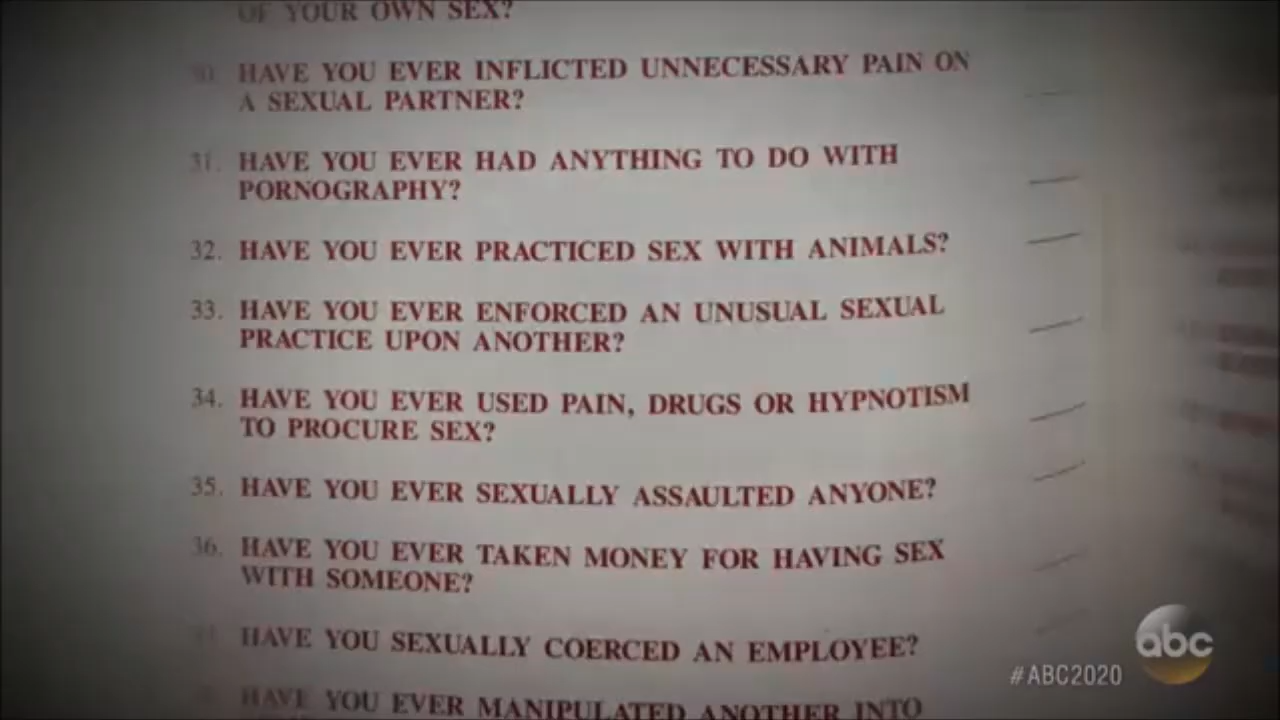 OF YOUR OWN SEX?
30. HAVE YOU EVER INFLICTED UNNECESSARY PAIN ON
A SEXUAL PARTNER?
31. HAVE YOU EVER HAD ANYTHING TO DO WITH
PORNOGRAPHY?
32. HAVE YOU EVER PRACTICED SEX WITH ANIMALS?
33. HAVE YOU EVER ENFORCED AN UNUSUAL SEXUAL
PRACTICE UPON ANOTHER?
34. HAVE YOU EVER USED PAIN, DRUGS OR HYPNOTISM
TO PROCURE SEX?
35. HAVE YOU EVER SEXUALLY ASSAULTED ANYONE?
36. HAVE YOU EVER TAKEN MONEY FOR HAVING SEX
WITH SOMEONE?
HAVE YOU SEXUALLY COERCED AN EMPLOYEE?
HAVE YOU EVER MANIPULATED ANOTHER INTO
abc
#ABC2020